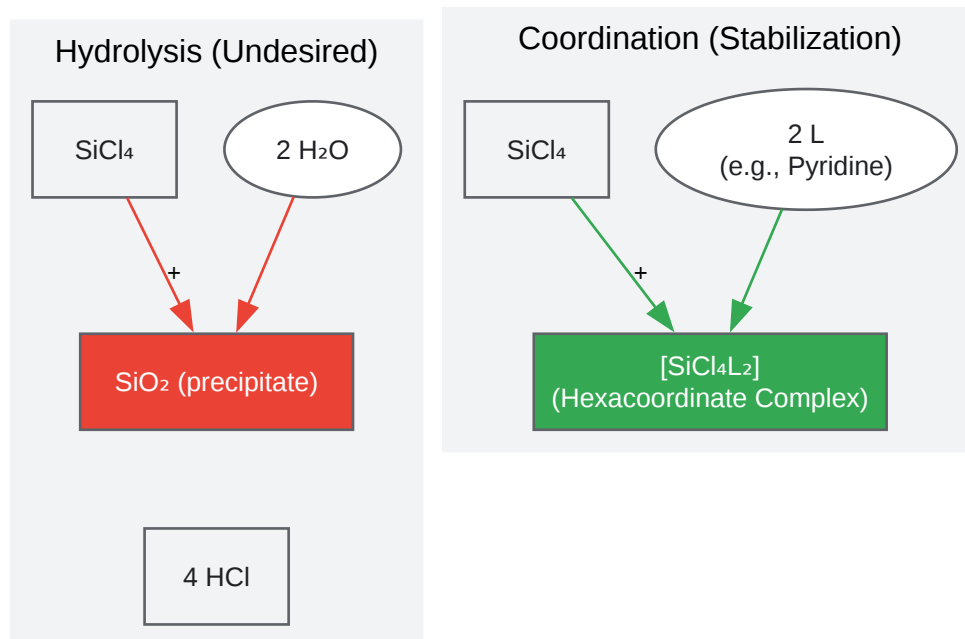 Hydrolysis (Undesired)
SiCl₄
2 H₂O
+
SiO₂ (precipitate)
4 HCl
Coordination (Stabilization)
SiCl₄
2 L
(e.g., Pyridine)
+
[SiCl₄L₂]
(Hexacoordinate Complex)